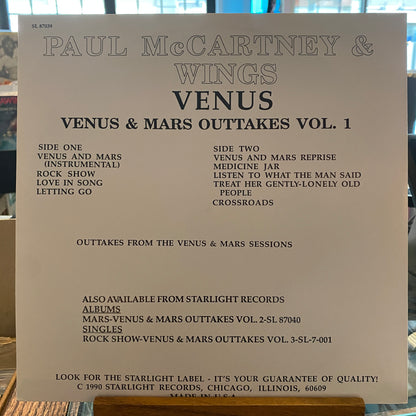 SL 87039
PAUL McCARTNEY &
WINGS
VENUS
VENUS & MARS OUTTAKES VOL. 1
SIDE ONE
VENUS AND MARS
(INSTRUMENTAL)
ROCK SHOW
LOVE IN SONG
LETTING GO
SIDE TWO
VENUS AND MARS REPRISE
MEDICINE JAR
LISTEN TO WHAT THE MAN SAID
TREAT HER GENTLY-LONELY OLD
PEOPLE
CROSSROADS
OUTTAKES FROM THE VENUS & MARS SESSIONS
ALSO AVAILABLE FROM STARLIGHT RECORDS
ALBUMS
MARS-VENUS & MARS OUTTAKES VOL. 2-SL 87040
SINGLES
ROCK SHOW-VENUS & MARS OUTTAKES VOL. 3-SL-7-001
LOOK FOR THE STARLIGHT LABEL - IT'S YOUR GUARANTEE OF QUALITY!
C 1990 STARLIGHT RECORDS, CHICAGO, ILLINOIS, 60609
MADE IN U.S.A.